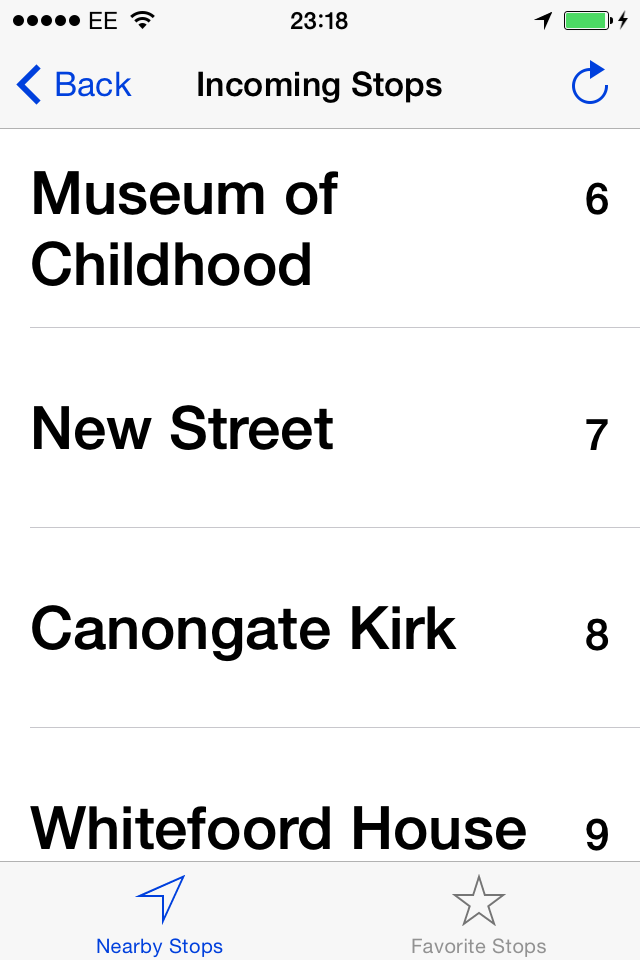 EE 23:18
Back Incoming Stops
Museum of 6
Childhood
New Street 7
Canongate Kirk 8
Whitefoord House 9
Nearby Stops Favorite Stops